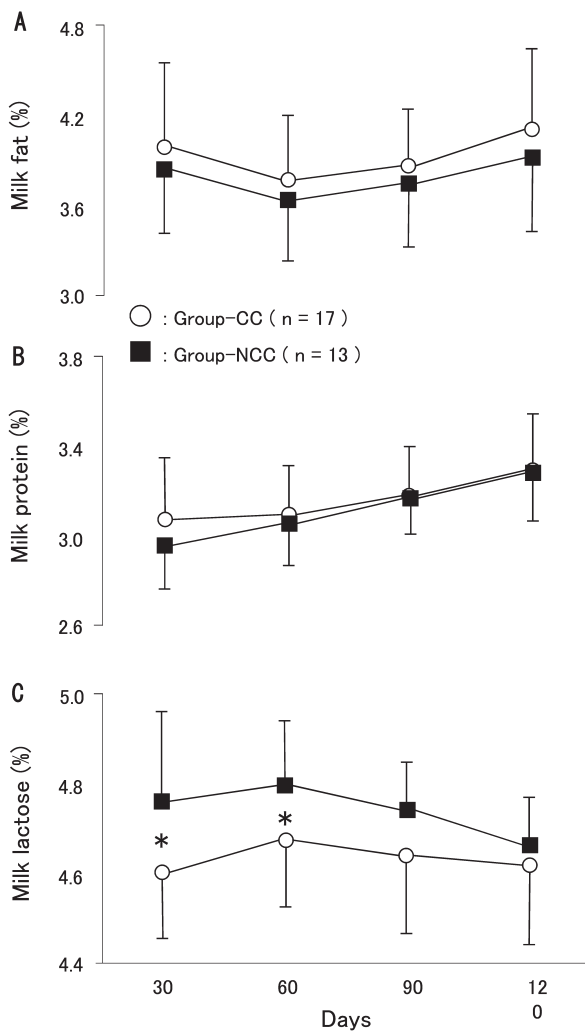 A
4.8
4.2
3.6
3.0
Milk fat (%)
○ : Group-CC ( n = 17 )
■ : Group-NCC ( n = 13 )
B
3.8
3.4
3.0
2.6
Milk protein (%)
C
5.0
4.8
4.6
4.4
Milk lactose (%)
*
*
30 60 90 12
0
Days